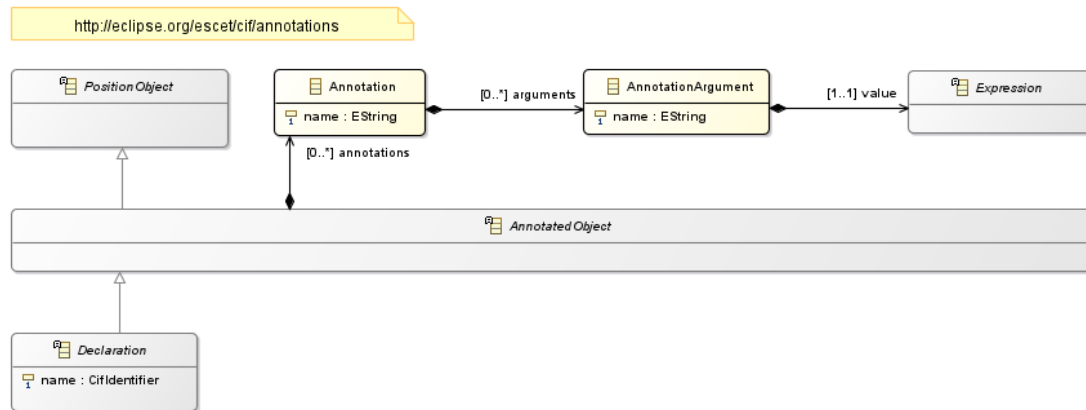 http://eclipse.org/escet/cif/annotations
PositionObject
Annotation
name : EString
[0..*] arguments
AnnotationArgument
name : EString
[1..1] value
Expression
[0..*] annotations
AnnotatedObject
Declaration
name : CifIdentifier